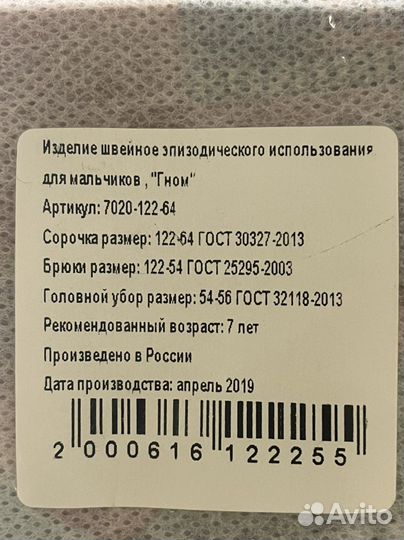 Изделие швейное эпизодического использования
для мальчиков , "Гном"
Артикул: 7020-122-64
Сорочка размер: 122-64 ГОСТ 30327-2013
Брюки размер: 122-54 ГОСТ 25295-2003
Головной убор размер: 54-56 ГОСТ 32118-2013
Рекомендованный возраст: 7 лет
Произведено в России
Дата производства: апрель 2019
2 000616 122255
Avito